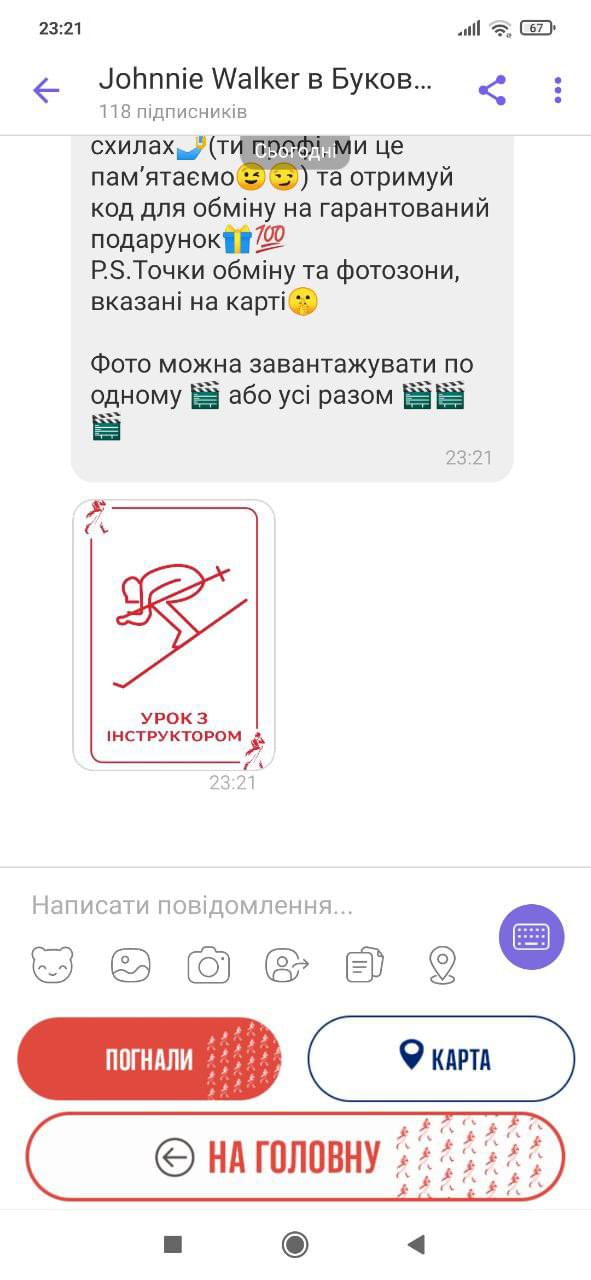 23:21
67
Johnnie Walker в Буков...
118 підписників
Сьогодні
схилах🤳(ти профі, ми це
пам’ятаємо😉😏) та отримуй
код для обміну на гарантований
подарунок🎁💯
P.S.Точки обміну та фотозони,
вказані на карті🤫
Фото можна завантажувати по
одному 🎬 або усі разом 🎬🎬
🎬
23:21
УРОК З
ІНСТРУКТОРОМ
23:21
Написати повідомлення...
ПОГНАЛИ
КАРТА
НА ГОЛОВНУ